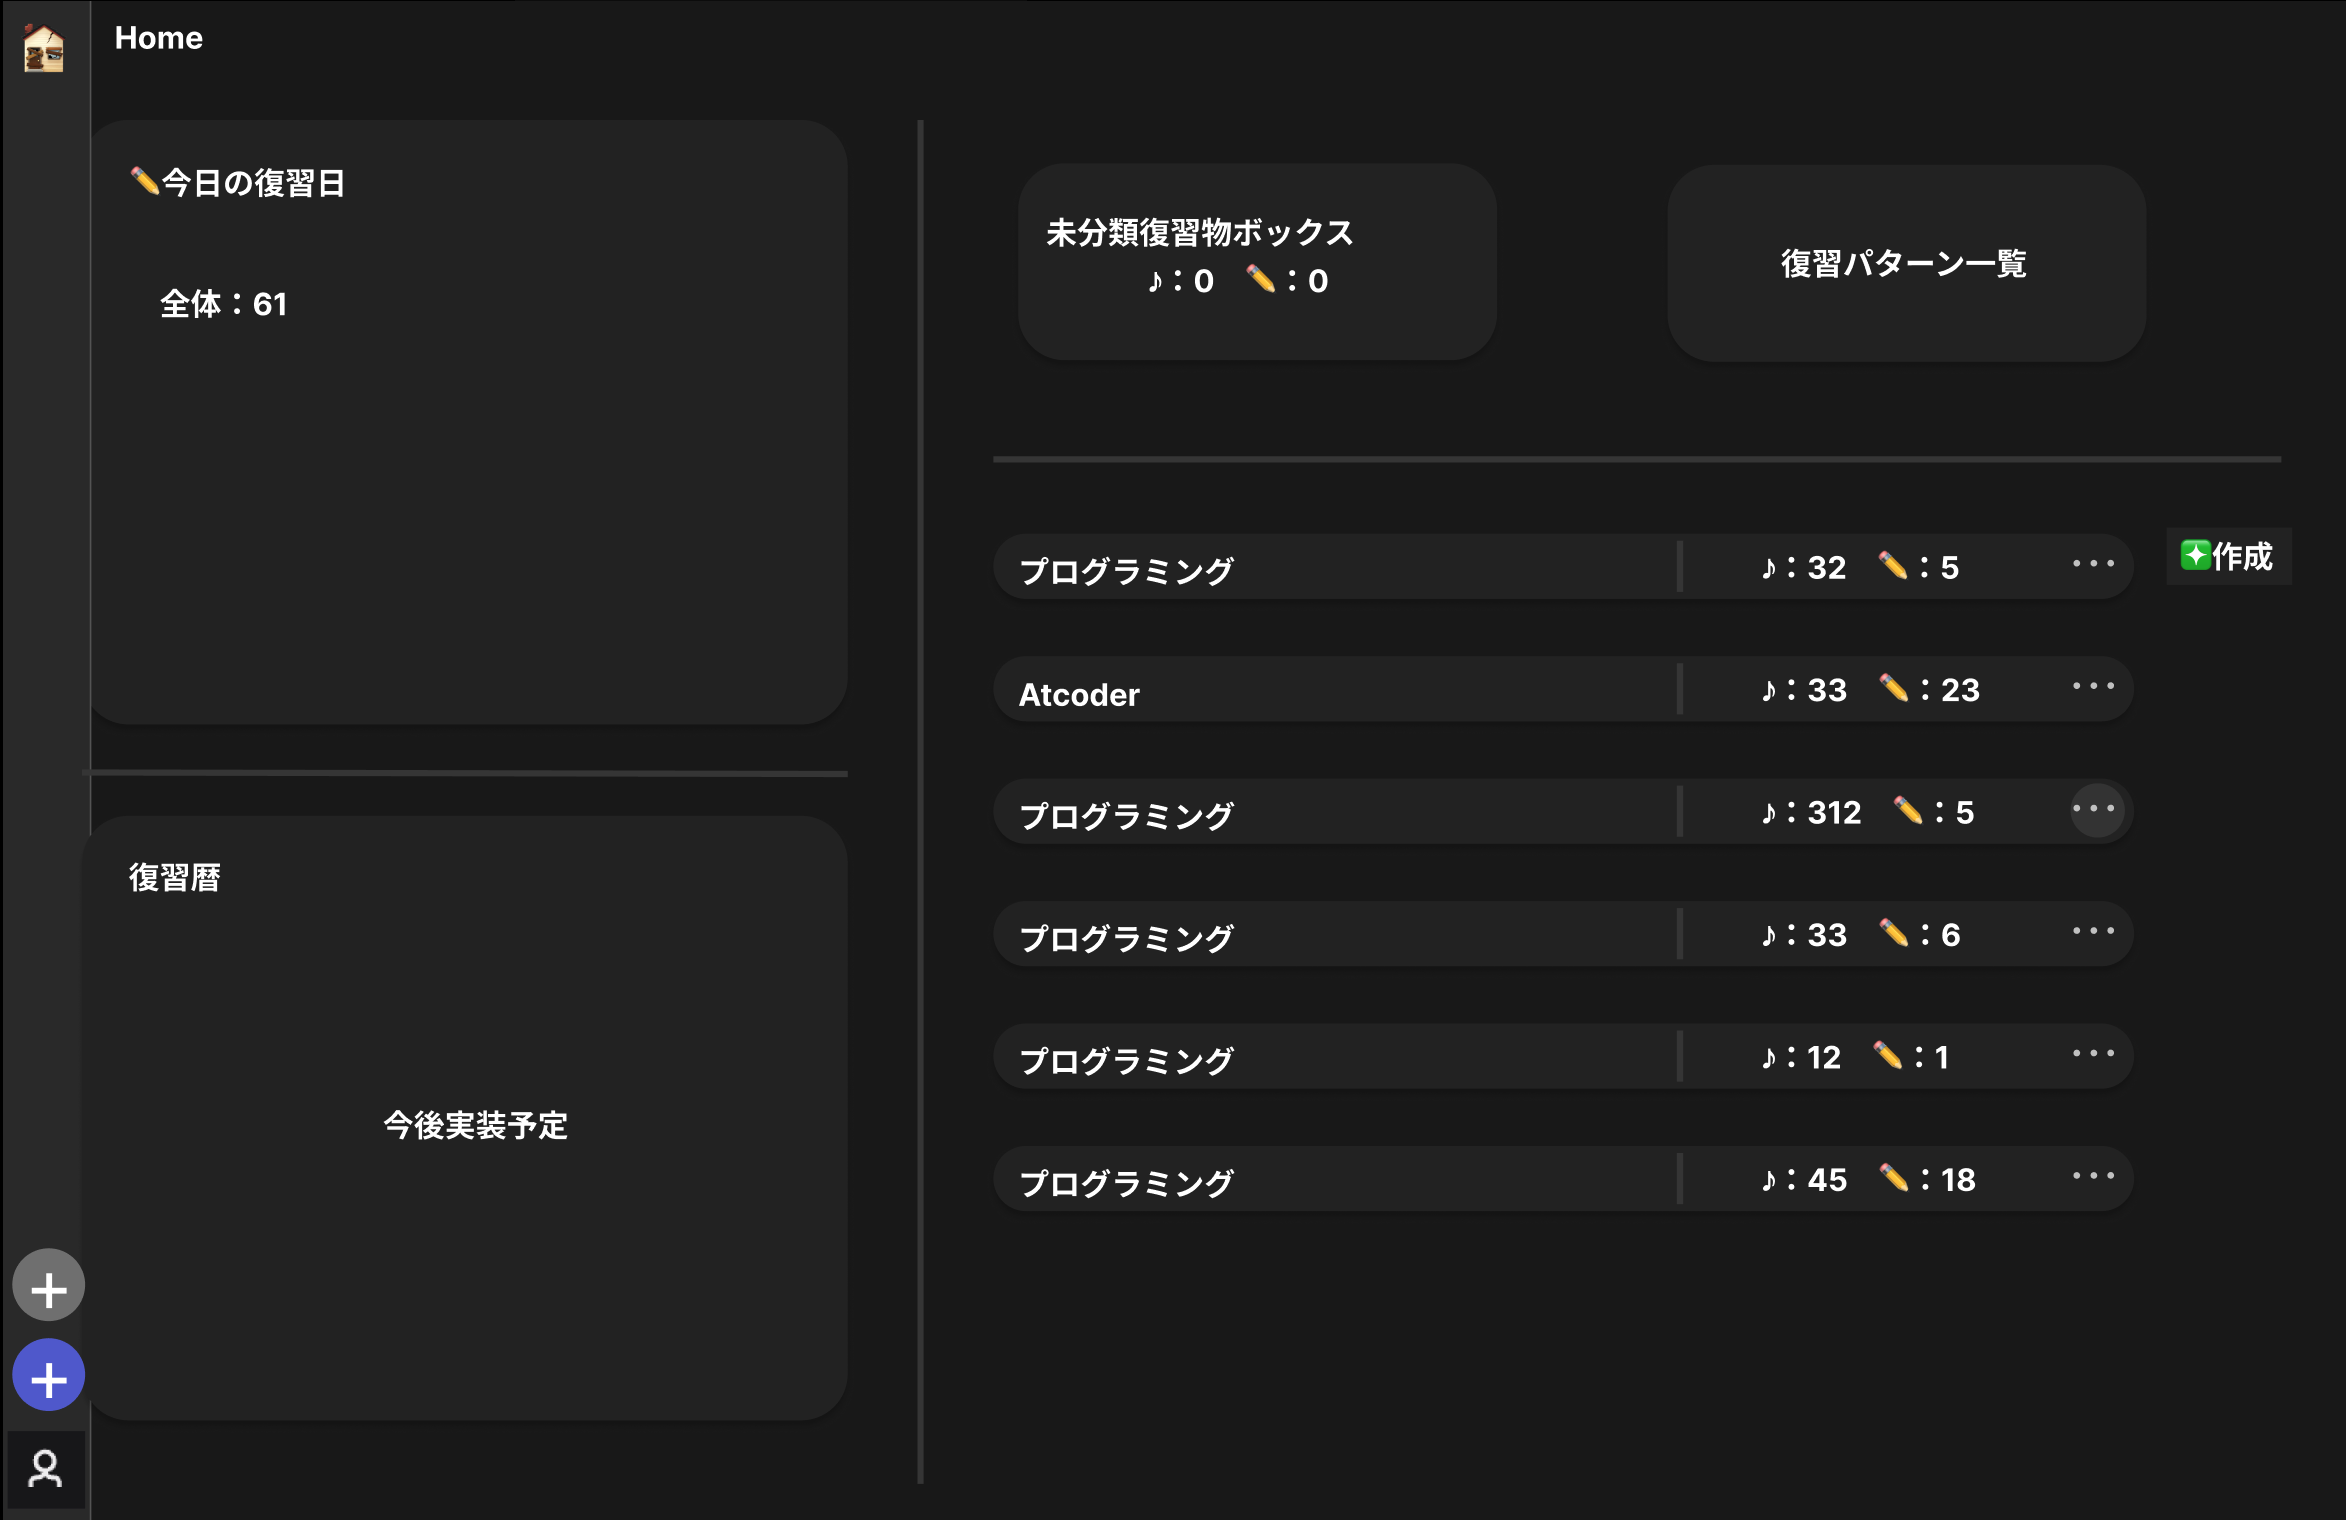 Home
✏️今日の復習日
全体：61
復習暦
今後実装予定
未分類復習物ボックス
♪：0 ✏️：0
復習パターン一覧
作成
プログラミング ♪：32 ✏️：5
Atcoder ♪：33 ✏️：23
プログラミング ♪：312 ✏️：5
プログラミング ♪：33 ✏️：6
プログラミング ♪：12 ✏️：1
プログラミング ♪：45 ✏️：18